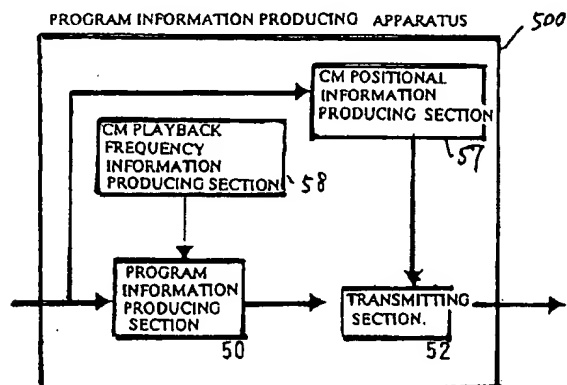 PROGRAM INFORMATION PRODUCING APPARATUS
500
CM POSITIONAL
INFORMATION
PRODUCING SECTION
57
CM PLAYBACK
FREQUENCY
INFORMATION
PRODUCING SECTION
58
PROGRAM
INFORMATION
PRODUCING
SECTION
50
TRANSMITTING
SECTION.
52